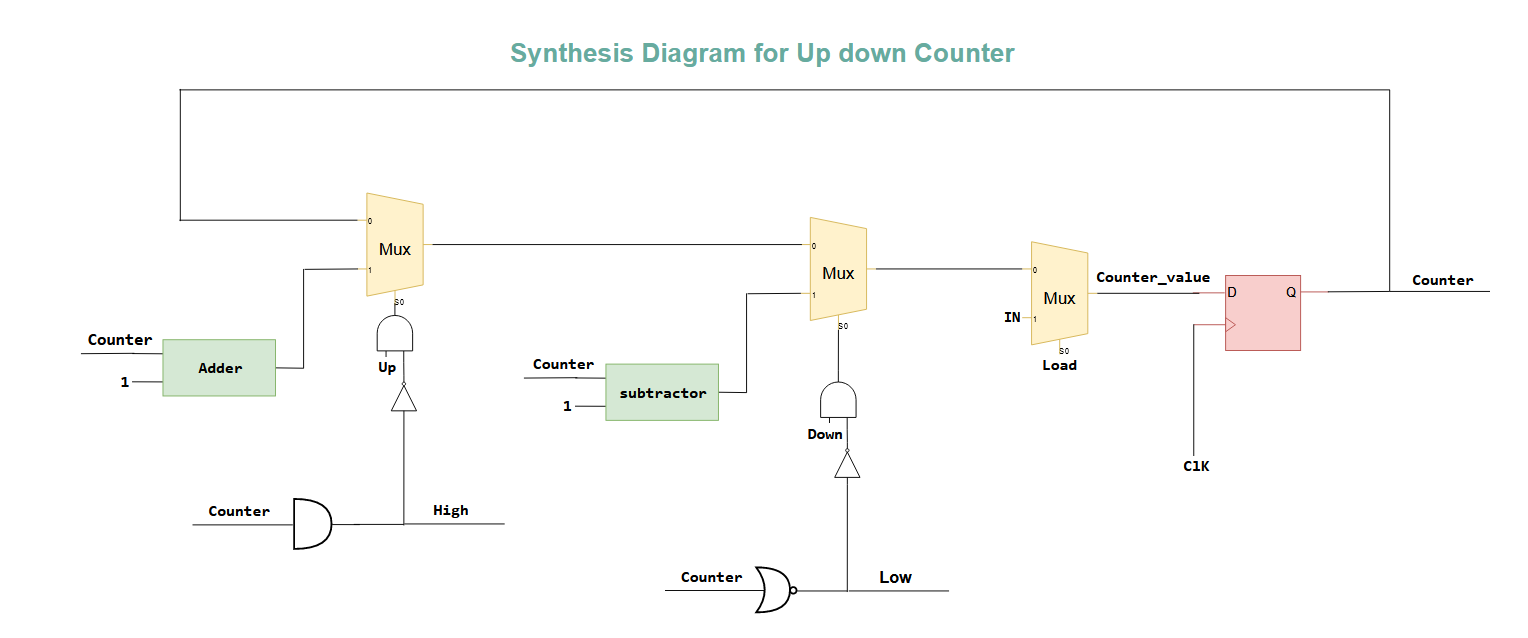 Synthesis Diagram for Up down Counter
0
Mux
1
S0
Counter
1
Adder
Up
Counter
High
0
Mux
1
S0
Counter
1
subtractor
Down
Counter
Low
0
Mux
IN
1
S0
Load
Counter_value
D
Q
ClK
Counter